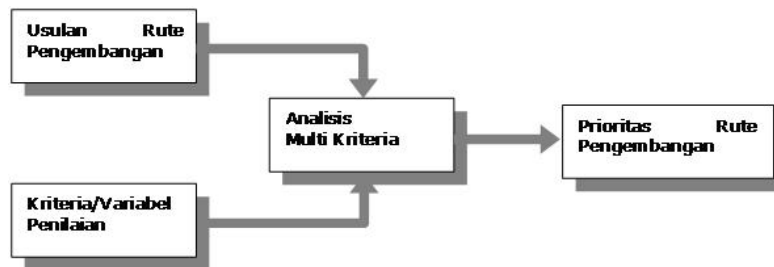 Usulan Rute
Pengembangan
Analisis
Multi Kriteria
Prioritas Rute
Pengembangan
Kriteria/Variabel
Penilaian